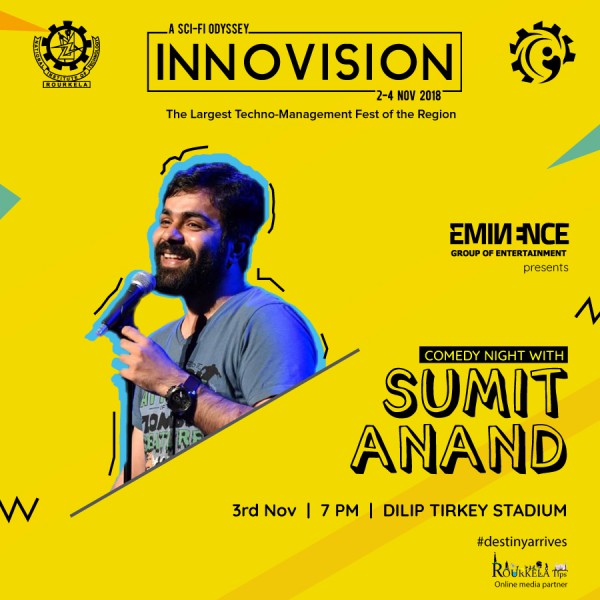 A SCI-FI ODYSSEY
INNOVISION
2-4 NOV 2018
The Largest Techno-Management Fest of the Region
ROURKELA
EMINENCE
GROUP OF ENTERTAINMENT
presents
COMEDY NIGHT WITH
SUMIT
ANAND
3rd Nov | 7 PM | DILIP TIRKEY STADIUM
#destinyarrives
ROURKELA Tips
Online media partner